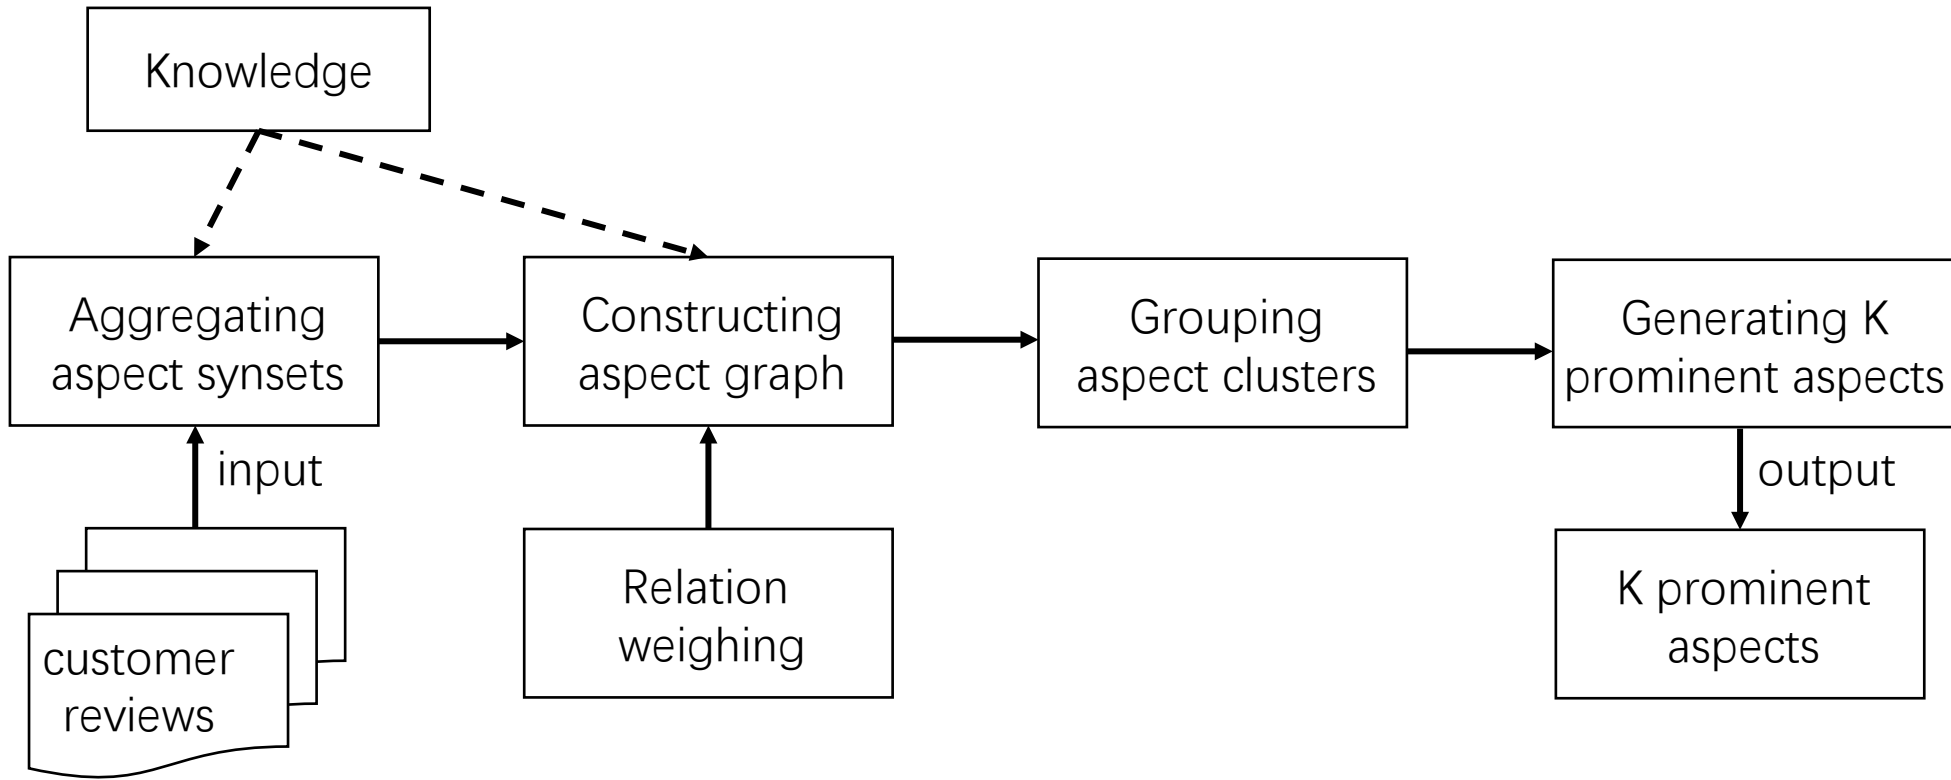 Knowledge
Aggregating
aspect synsets
Constructing
aspect graph
Grouping
aspect clusters
Generating K
prominent aspects
input
output
customer
reviews
Relation
weighing
K prominent
aspects